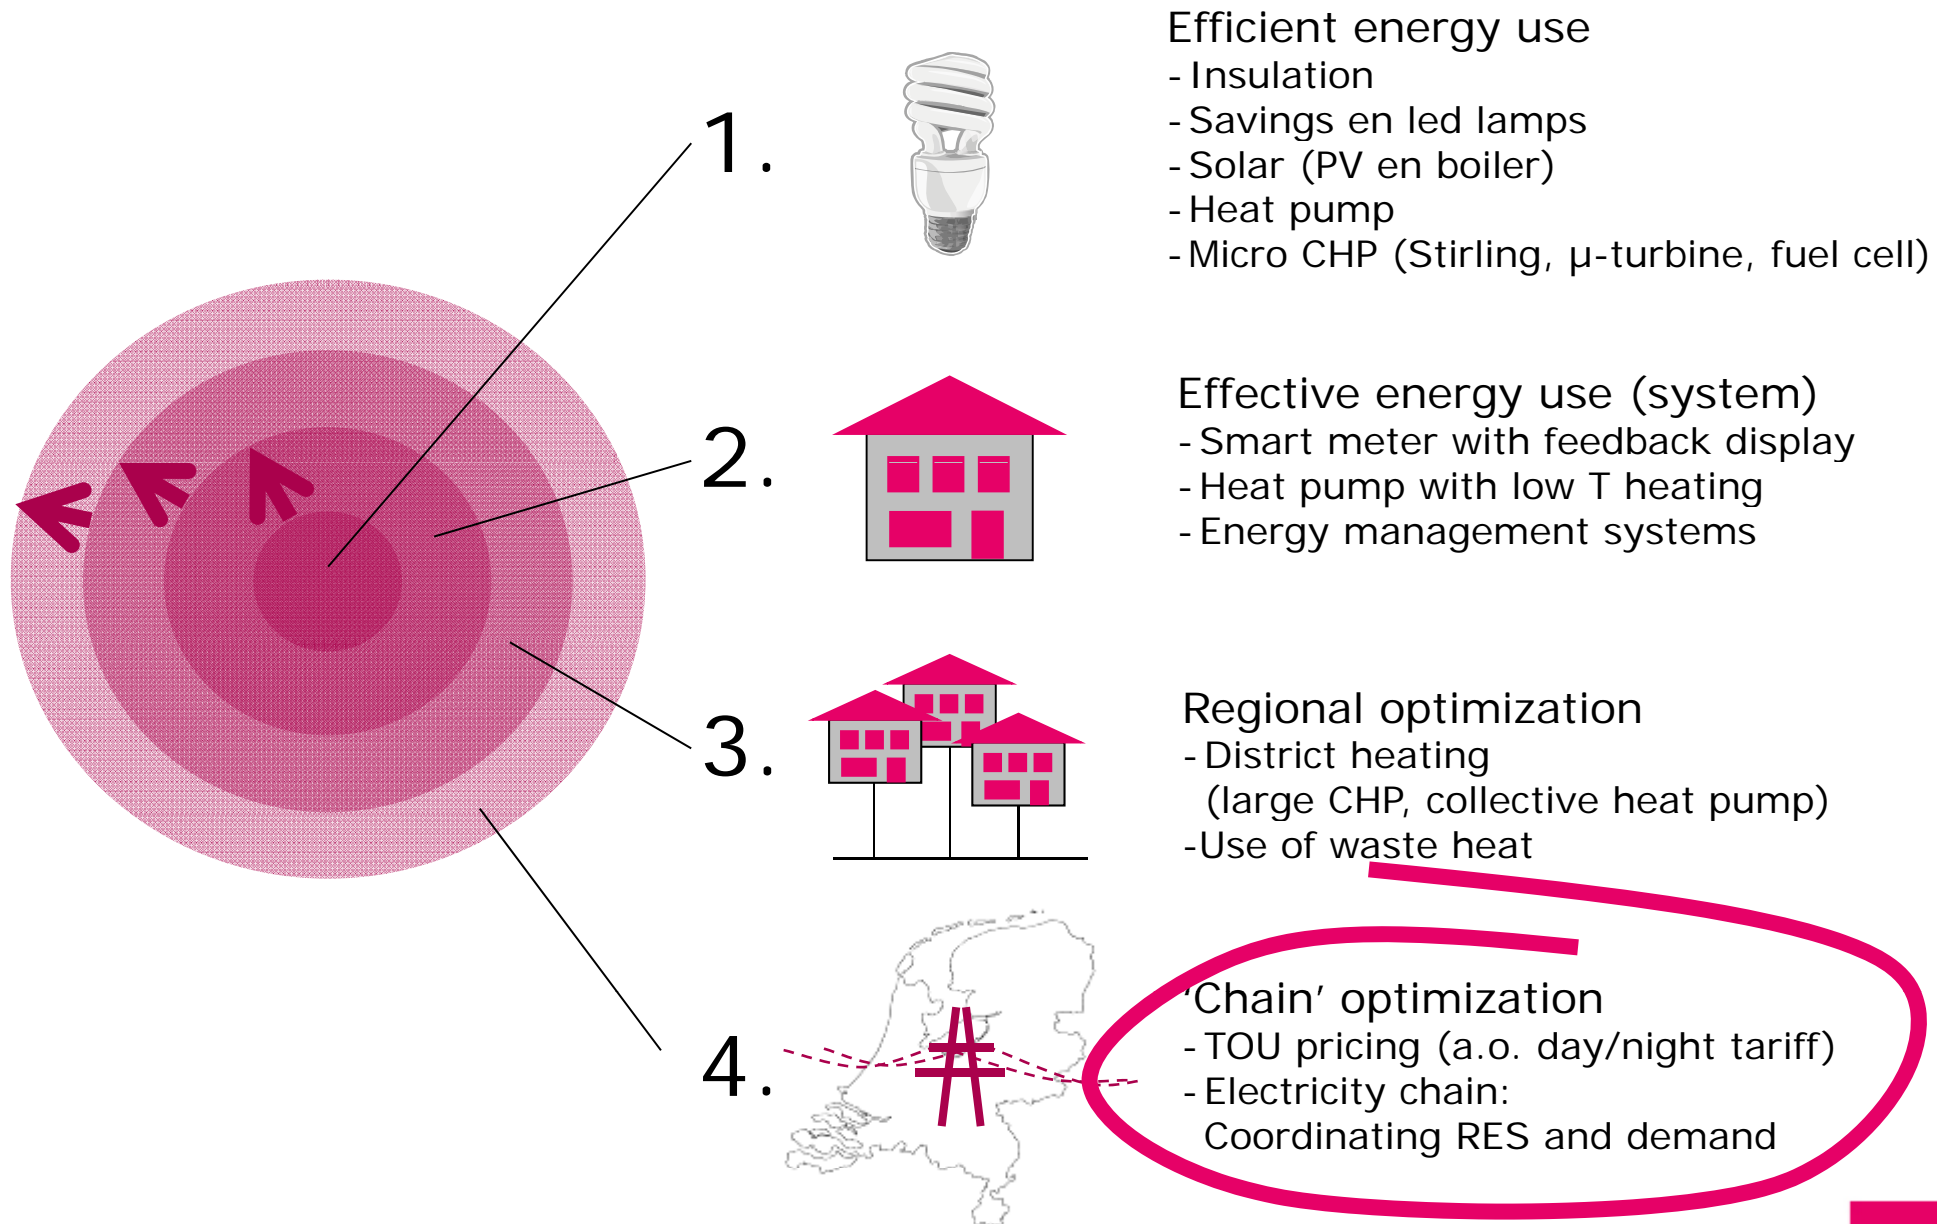 1.
Efficient energy use
- Insulation
- Savings en led lamps
- Solar (PV en boiler)
- Heat pump
- Micro CHP (Stirling, µ-turbine, fuel cell)
2.
Effective energy use (system)
- Smart meter with feedback display
- Heat pump with low T heating
- Energy management systems
3.
Regional optimization
- District heating
(large CHP, collective heat pump)
-Use of waste heat
4.
'Chain’ optimization
- TOU pricing (a.o. day/night tariff)
- Electricity chain:
Coordinating RES and demand